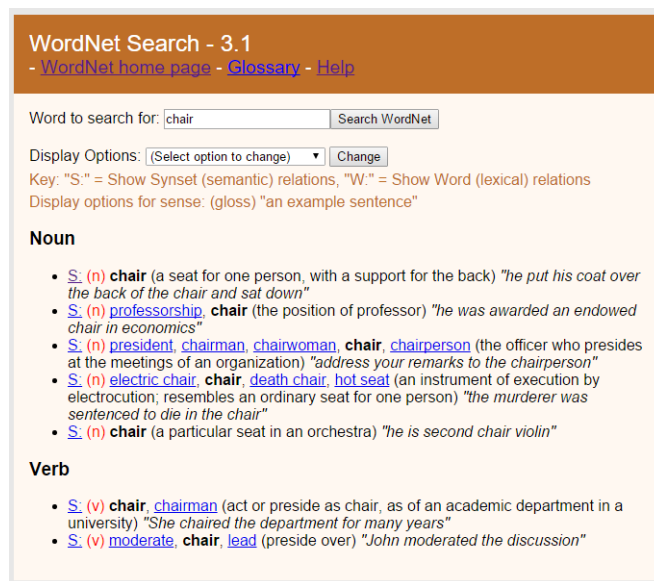 WordNet Search - 3.1
- WordNet home page - Glossary - Help
Word to search for: chair Search WordNet
Display Options: (Select option to change) Change
Key: "S:" = Show Synset (semantic) relations, "W:" = Show Word (lexical) relations
Display options for sense: (gloss) "an example sentence"
Noun
• S: (n) chair (a seat for one person, with a support for the back) "he put his coat over
the back of the chair and sat down"
• S: (n) professorship, chair (the position of professor) "he was awarded an endowed
chair in economics"
• S: (n) president, chairman, chairwoman, chair, chairperson (the officer who presides
at the meetings of an organization) "address your remarks to the chairperson"
• S: (n) electric chair, chair, death chair, hot seat (an instrument of execution by
electrocution; resembles an ordinary seat for one person) "the murderer was
sentenced to die in the chair"
• S: (n) chair (a particular seat in an orchestra) "he is second chair violin"
Verb
• S: (v) chair, chairman (act or preside as chair, as of an academic department in a
university) "She chaired the department for many years"
• S: (v) moderate, chair, lead (preside over) "John moderated the discussion"